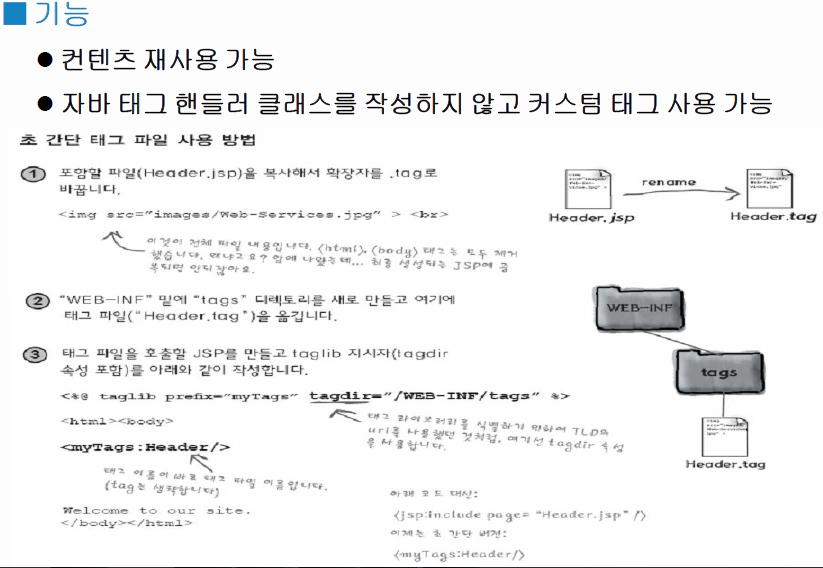 기능
● 컨텐츠 재사용 가능
● 자바 태그 핸들러 클래스를 작성하지 않고 커스텀 태그 사용 가능
초 간단 태그 파일 사용 방법
① 포함할 파일(Header.jsp)을 복사해서 확장자를 .tag로
바꿉니다.
<img src="images/Web-Services.jpg" > <br>
이것이 전체 파일 내용입니다. <html>, <body> 태그는 모두 제거
했습니다. 왜냐고요? 앞에 나왔는데... 최종 생성되는 JSP에 중
복되면 안되잖아요.
rename
Header.jsp
Header.tag
② "WEB-INF" 밑에 "tags" 디렉토리를 새로 만들고 여기에
태그 파일("Header.tag")을 옮깁니다.
WEB-INF
tags
Header.tag
③ 태그 파일을 호출할 JSP를 만들고 taglib 지시자(tagdir
속성 포함)를 아래와 같이 작성합니다.
<%@ taglib prefix="myTags" tagdir="/WEB-INF/tags" %>
<html><body>
태그 라이브러리를 식별하기 위하여 TLD의
uri를 사용했던 것처럼, 여기선 tagdir 속성
을 사용합니다.
<myTags:Header/>
태그 이름이 바로 태그 파일 이름입니다.
(tag는 생략합니다)
Welcome to our site.
</body></html>
아래 코드 대신:
<jsp:include page= "Header.jsp" />
이제는 초 간단 버전:
<myTags:Header/>